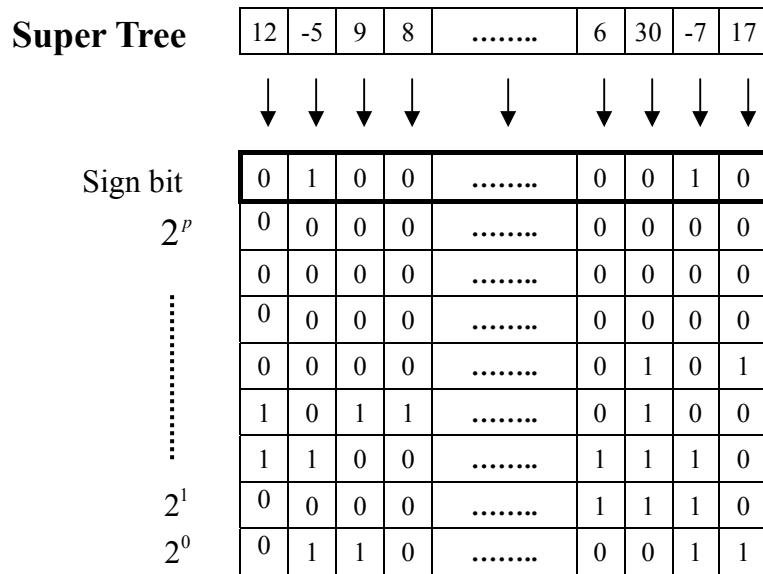 Super Tree 12 -5 9 8 ........ 6 30 -7 17
Sign bit 0 1 0 0 ........ 0 0 1 0
2^p 0 0 0 0 ........ 0 0 0 0
0 0 0 0 ........ 0 0 0 0
0 0 0 0 ........ 0 0 0 0
0 0 0 0 ........ 0 1 0 1
1 0 1 1 ........ 0 1 0 0
1 1 0 0 ........ 1 1 1 0
2^1 0 0 0 0 ........ 1 1 1 0
2^0 0 1 1 0 ........ 0 0 1 1